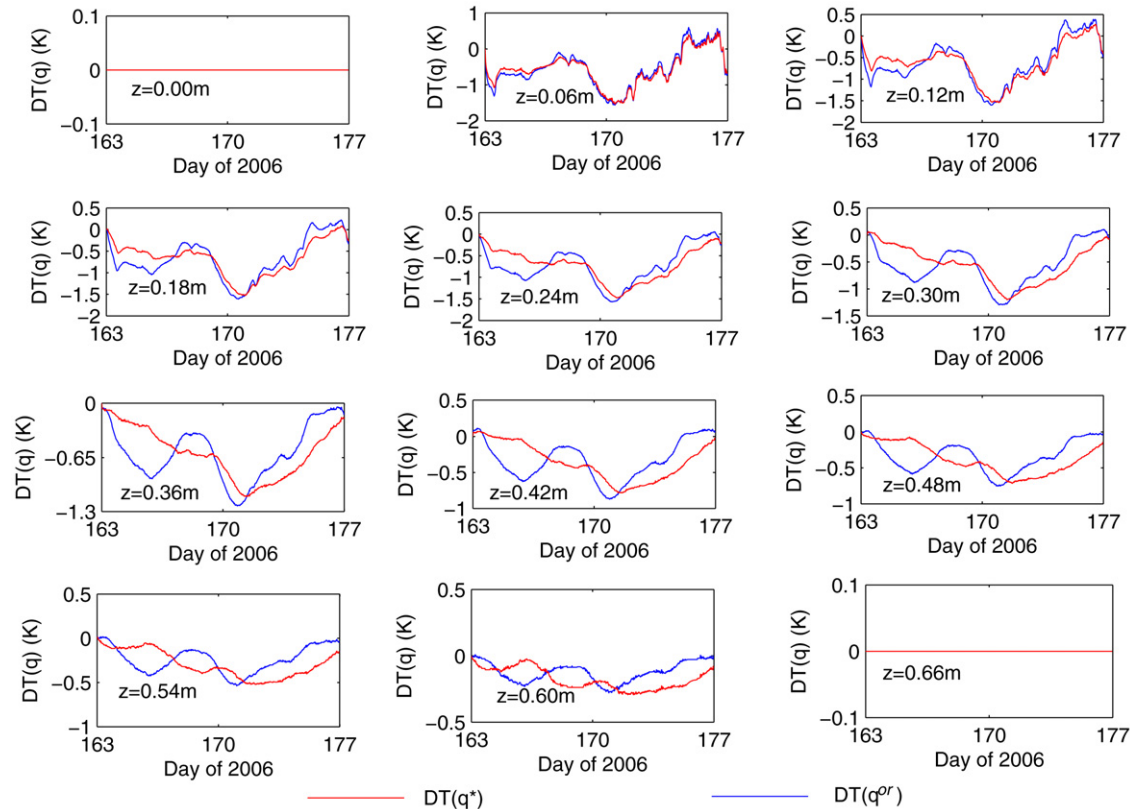 0.1
0
−0.1
DT(q) (K)
z=0.00m
163 170 177
Day of 2006
1
0
−1
−2
DT(q) (K)
z=0.06m
163 170 177
Day of 2006
0.5
0
−0.5
−1
−1.5
−2
DT(q) (K)
z=0.12m
163 170 177
Day of 2006
0.5
0
−0.5
−1
−1.5
−2
DT(q) (K)
z=0.18m
163 170 177
Day of 2006
0.5
0
−0.5
−1
−1.5
−2
DT(q) (K)
z=0.24m
163 170 177
Day of 2006
0.5
0
−0.5
−1
−1.5
DT(q) (K)
z=0.30m
163 170 177
Day of 2006
0
−0.65
−1.3
DT(q) (K)
z=0.36m
163 170 177
Day of 2006
0.5
0
−0.5
−1
DT(q) (K)
z=0.42m
163 170 177
Day of 2006
0.5
0
−0.5
−1
DT(q) (K)
z=0.48m
163 170 177
Day of 2006
0.5
0
−0.5
−1
DT(q) (K)
z=0.54m
163 170 177
Day of 2006
0.5
0
−0.5
DT(q) (K)
z=0.60m
163 170 177
Day of 2006
0.1
0
−0.1
DT(q) (K)
z=0.66m
163 170 177
Day of 2006
DT(q*) DT(q^or)